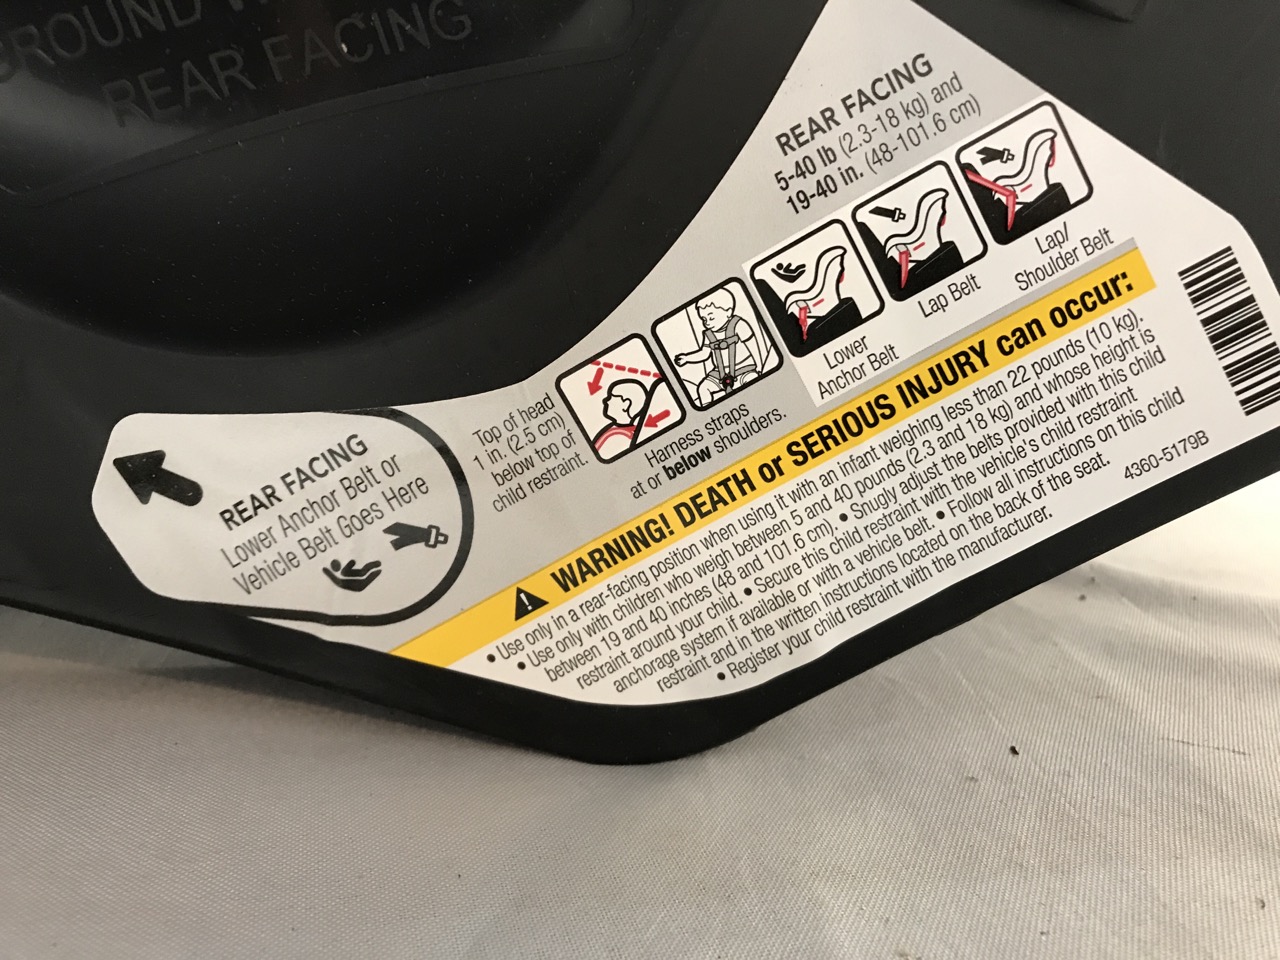 GROUND
REAR FACING
REAR FACING
5-40 lb (2.3-18 kg) and
19-40 in. (48-101.6 cm)
Lap/
Shoulder Belt
Lap Belt
Lower
Anchor Belt
Harness straps
at or below shoulders.
Top of head
1 in. (2.5 cm)
below top of
child restraint.
REAR FACING
Lower Anchor Belt or
Vehicle Belt Goes Here
WARNING! DEATH or SERIOUS INJURY can occur:
• Use only in a rear-facing position when using it with an infant weighing less than 22 pounds (10 kg).
• Use only with children who weigh between 5 and 40 pounds (2.3 and 18 kg) and whose height is
between 19 and 40 inches (48 and 101.6 cm). • Snugly adjust the belts provided with this child
restraint around your child. • Secure this child restraint with the vehicle's child restraint
anchorage system if available or with a vehicle belt. • Follow all instructions on this child
restraint and in the written instructions located on the back of the seat.
• Register your child restraint with the manufacturer.
4360-5179B